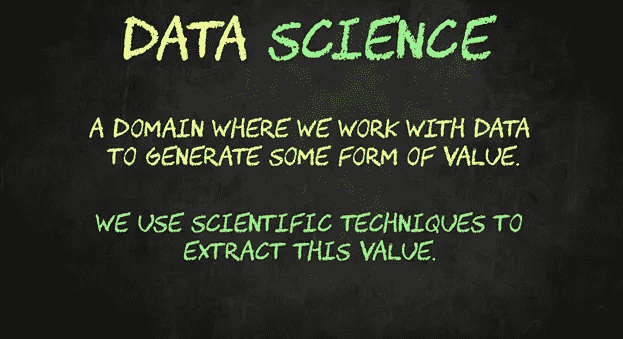 DATA SCIENCE
A DOMAIN WHERE WE WORK WITH DATA
TO GENERATE SOME FORM OF VALUE.
WE USE SCIENTIFIC TECHNIQUES TO
EXTRACT THIS VALUE.